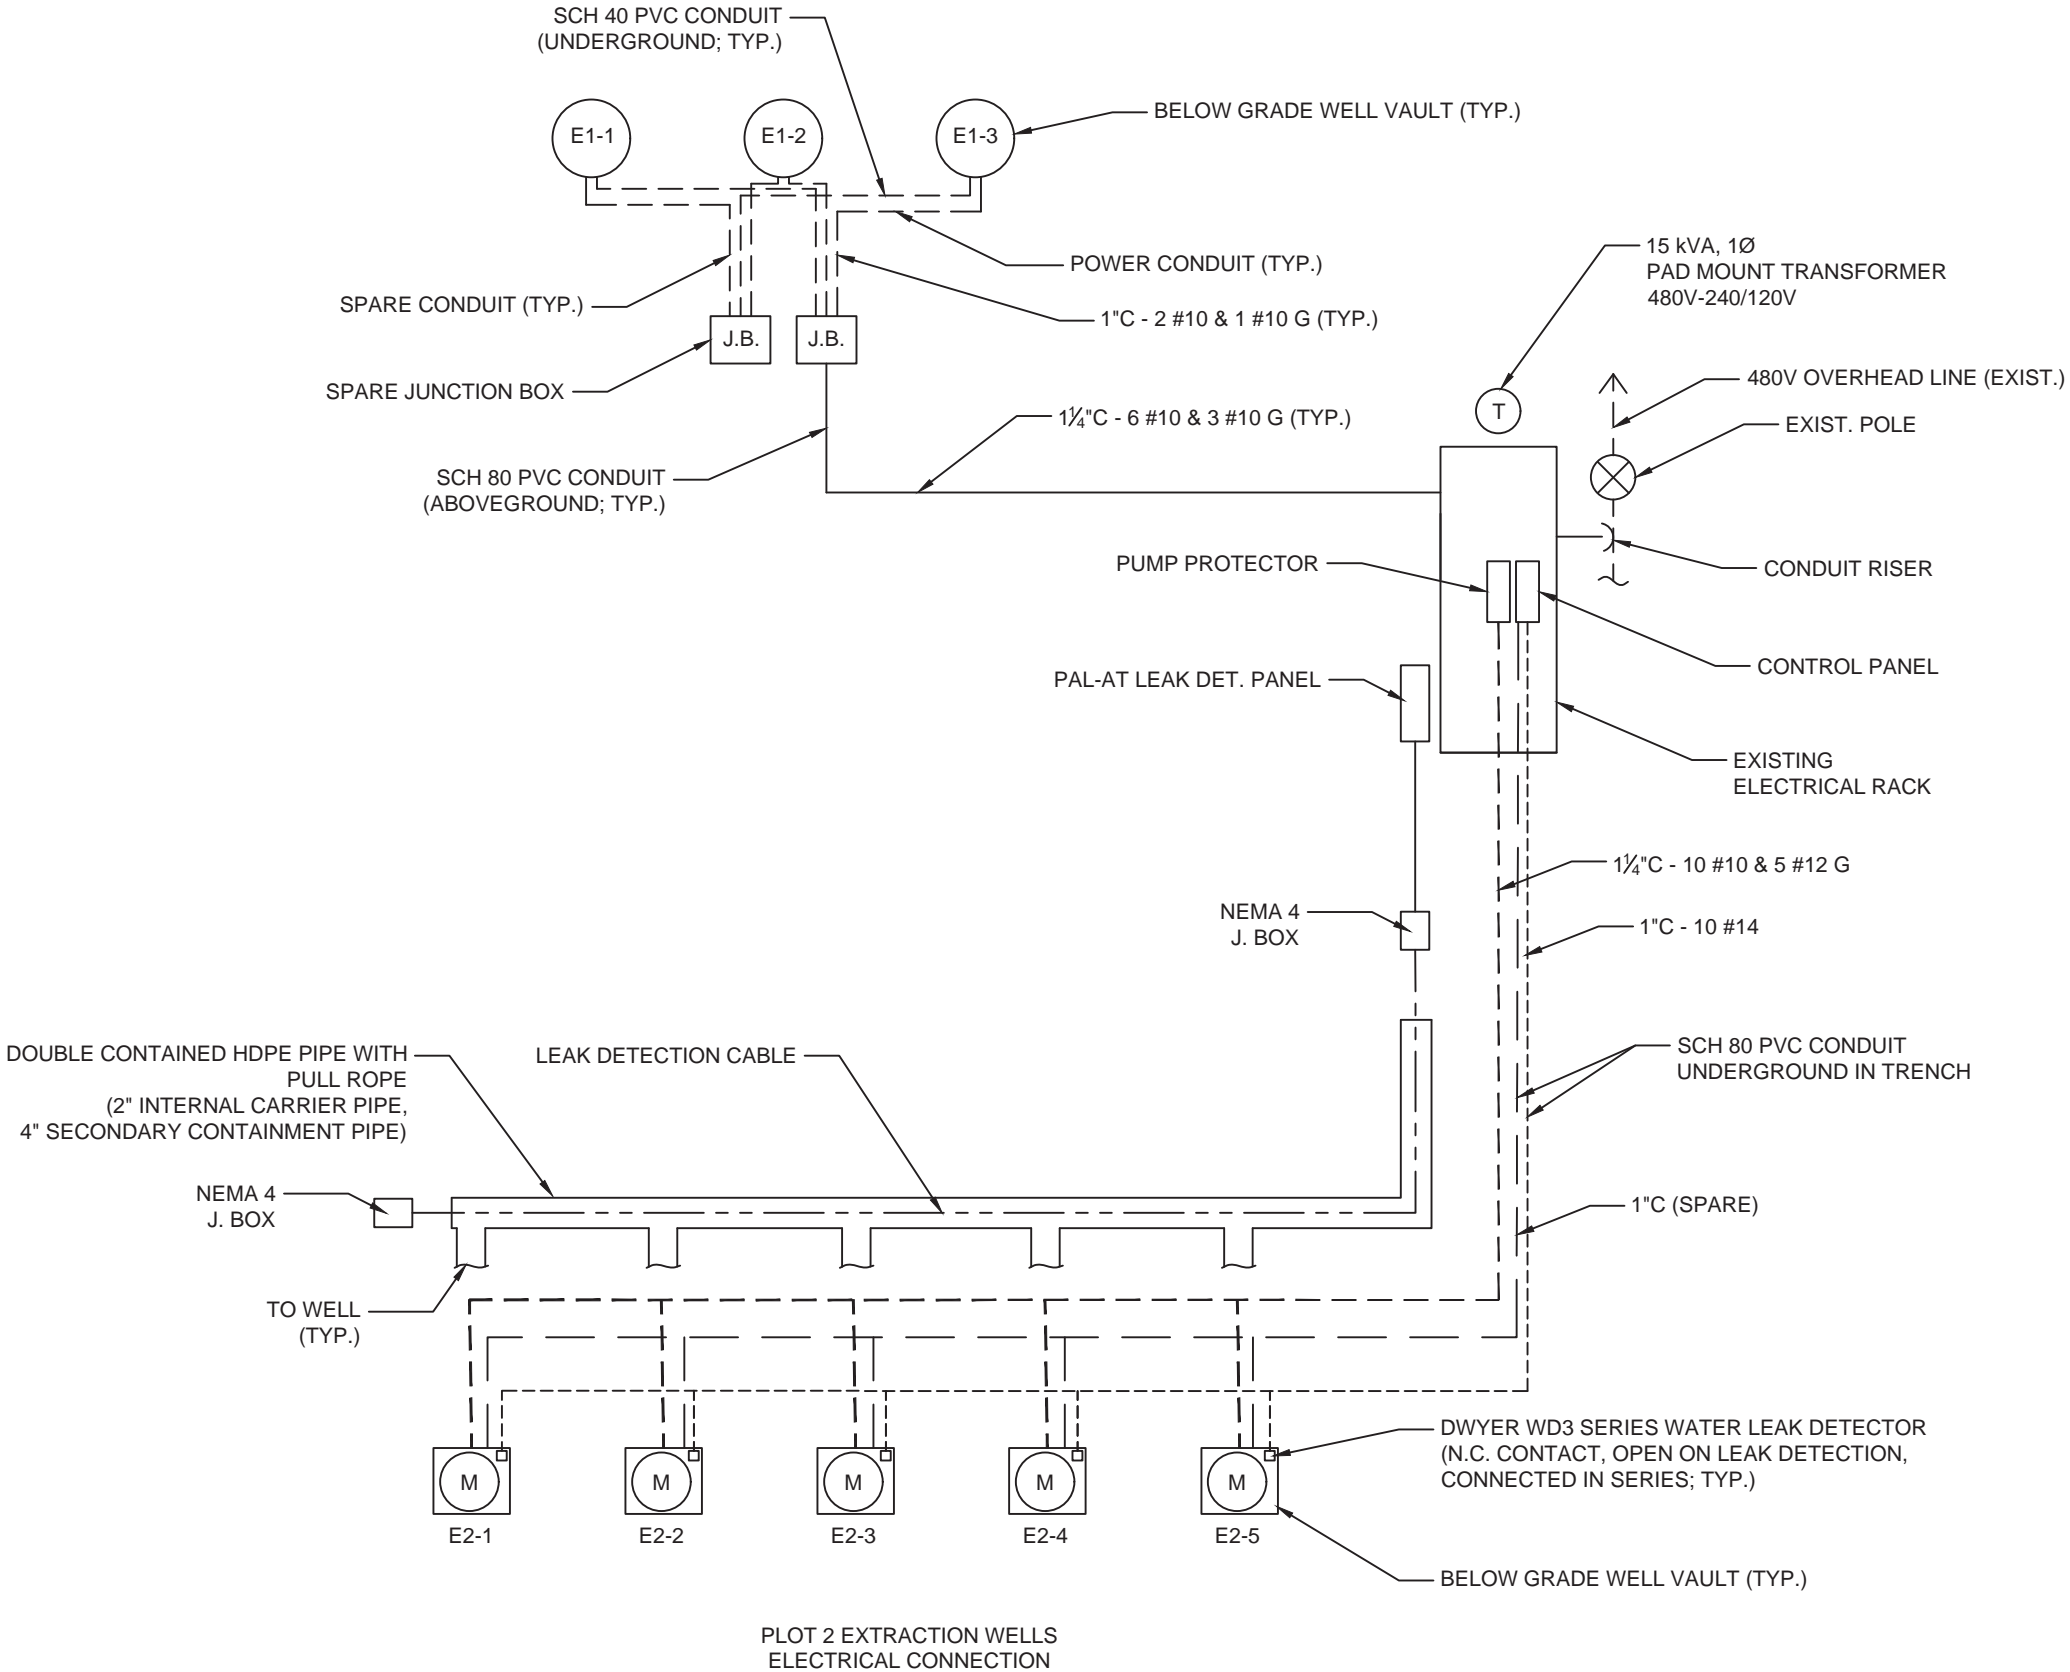 SCH 40 PVC CONDUIT
(UNDERGROUND; TYP.)
E1-1
E1-2
E1-3
BELOW GRADE WELL VAULT (TYP.)
POWER CONDUIT (TYP.)
15 kVA, 1Ø
PAD MOUNT TRANSFORMER
480V-240/120V
SPARE CONDUIT (TYP.)
1"C - 2 #10 & 1 #10 G (TYP.)
J.B.
J.B.
SPARE JUNCTION BOX
480V OVERHEAD LINE (EXIST.)
T
1¼"C - 6 #10 & 3 #10 G (TYP.)
EXIST. POLE
SCH 80 PVC CONDUIT
(ABOVEGROUND; TYP.)
PUMP PROTECTOR
CONDUIT RISER
PAL-AT LEAK DET. PANEL
CONTROL PANEL
EXISTING
ELECTRICAL RACK
1¼"C - 10 #10 & 5 #12 G
NEMA 4
J. BOX
1"C - 10 #14
DOUBLE CONTAINED HDPE PIPE WITH
PULL ROPE
(2" INTERNAL CARRIER PIPE,
4" SECONDARY CONTAINMENT PIPE)
LEAK DETECTION CABLE
SCH 80 PVC CONDUIT
UNDERGROUND IN TRENCH
NEMA 4
J. BOX
1"C (SPARE)
TO WELL
(TYP.)
DWYER WD3 SERIES WATER LEAK DETECTOR
(N.C. CONTACT, OPEN ON LEAK DETECTION,
CONNECTED IN SERIES; TYP.)
M
M
M
M
M
E2-1
E2-2
E2-3
E2-4
E2-5
BELOW GRADE WELL VAULT (TYP.)
PLOT 2 EXTRACTION WELLS
ELECTRICAL CONNECTION